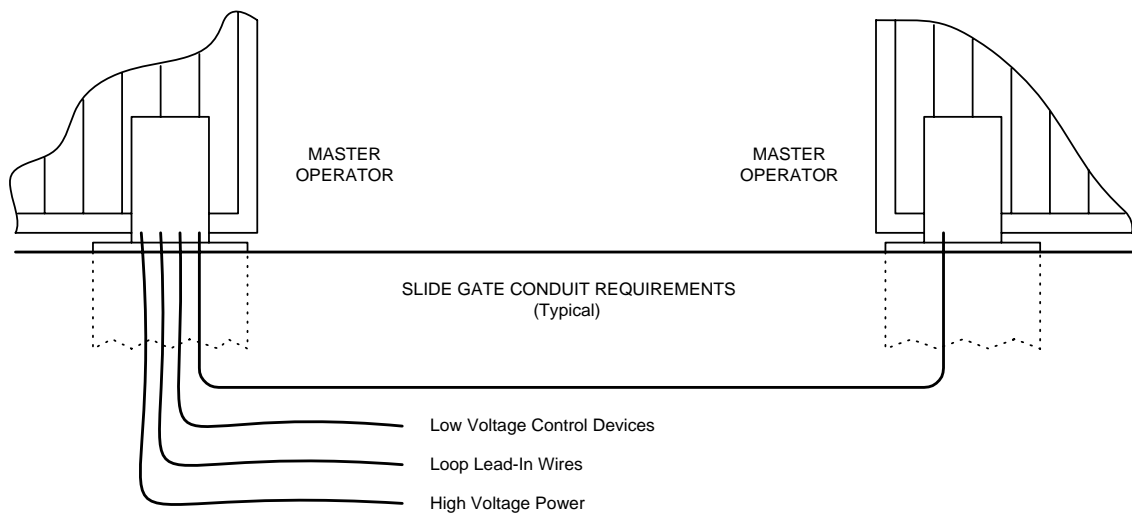 MASTER
OPERATOR
MASTER
OPERATOR
SLIDE GATE CONDUIT REQUIREMENTS
(Typical)
Low Voltage Control Devices
Loop Lead-In Wires
High Voltage Power